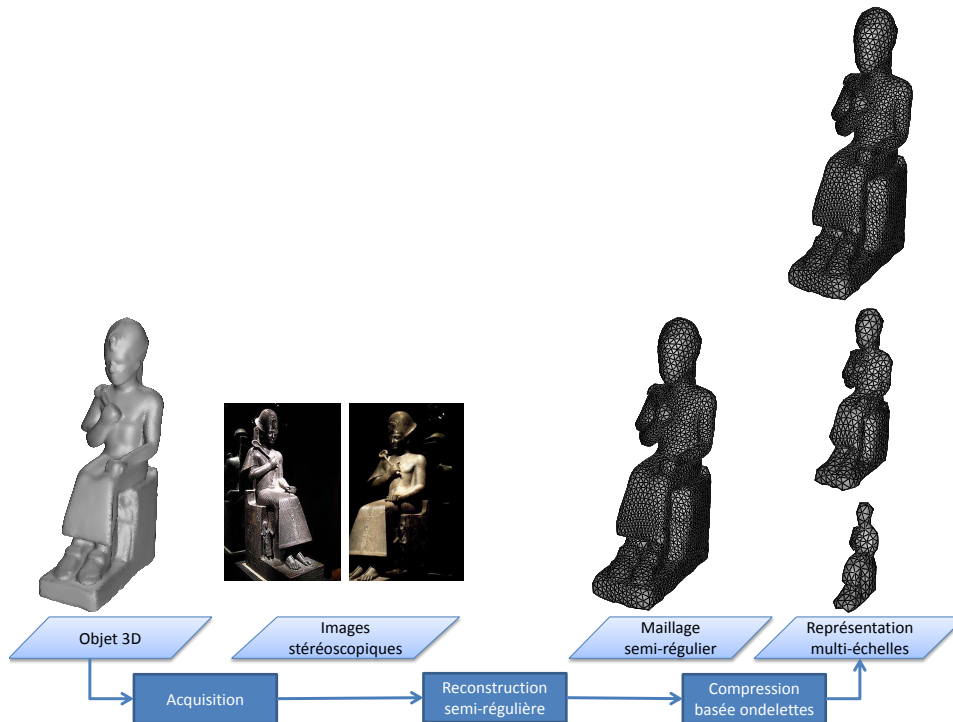 Objet 3D
Images
stéréoscopiques
Maillage
semi-régulier
Représentation
multi-échelles
Acquisition
Reconstruction
semi-régulière
Compression
basée ondelettes